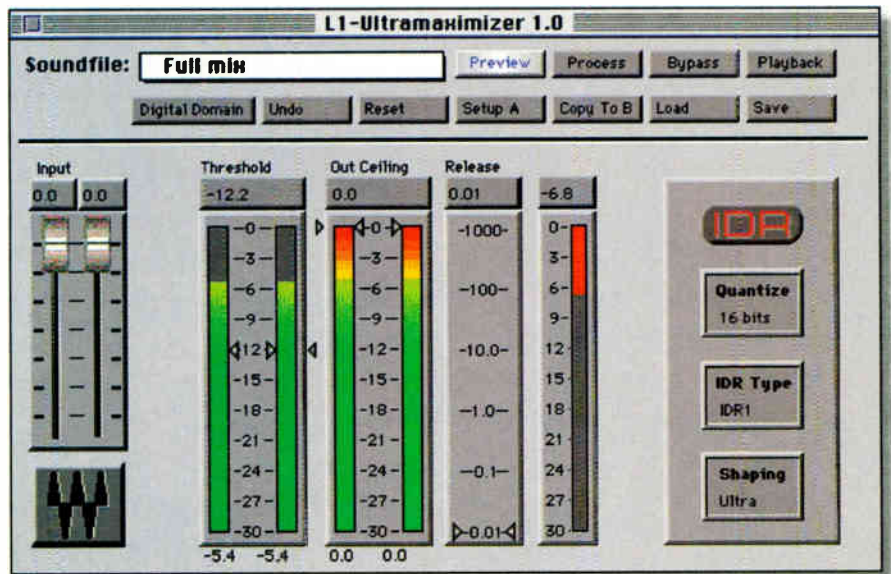 L1-Ultramaximizer 1.0
Soundfile: Full mix Preview Process Bypass Playback
Digital Domain Undo Reset Setup A Copy To B Load Save
Input Threshold Out Ceiling Release
0.0 0.0 -12.2 0.0 0.01 -6.8
-0- -0- -1000- 0-
-3- -3- 3-
-6- -6- -100- 6-
-9- -9- 9-
12 -12- -10.0- 12-
-15- -15- 15-
-18- -18- -1.0- 18-
-21- -21- 21-
-24- -24- -0.1- 24-
-27- -27- 27-
-30- -30- -0.01 30-
-5.4 -5.4 0.0 0.0
IDR
Quantize
16 bits
IDR Type
IDR1
Shaping
Ultra